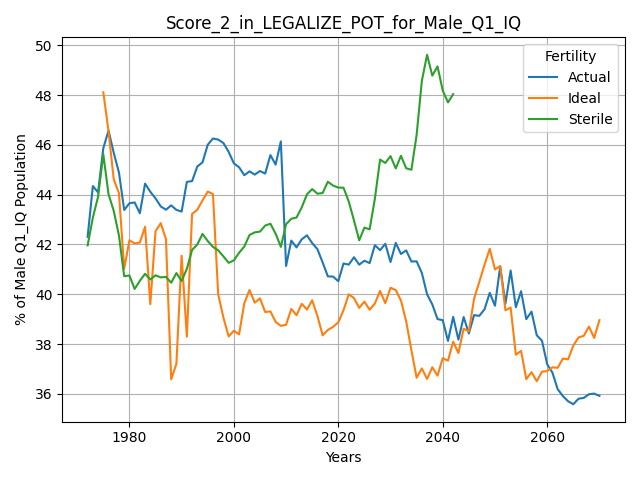 Score_2_in_LEGALIZE_POT_for_Male_Q1_IQ
% of Male Q1_IQ Population
50
48
46
44
42
40
38
36
Fertility
Actual
Ideal
Sterile
1980
2000
2020
2040
2060
Years